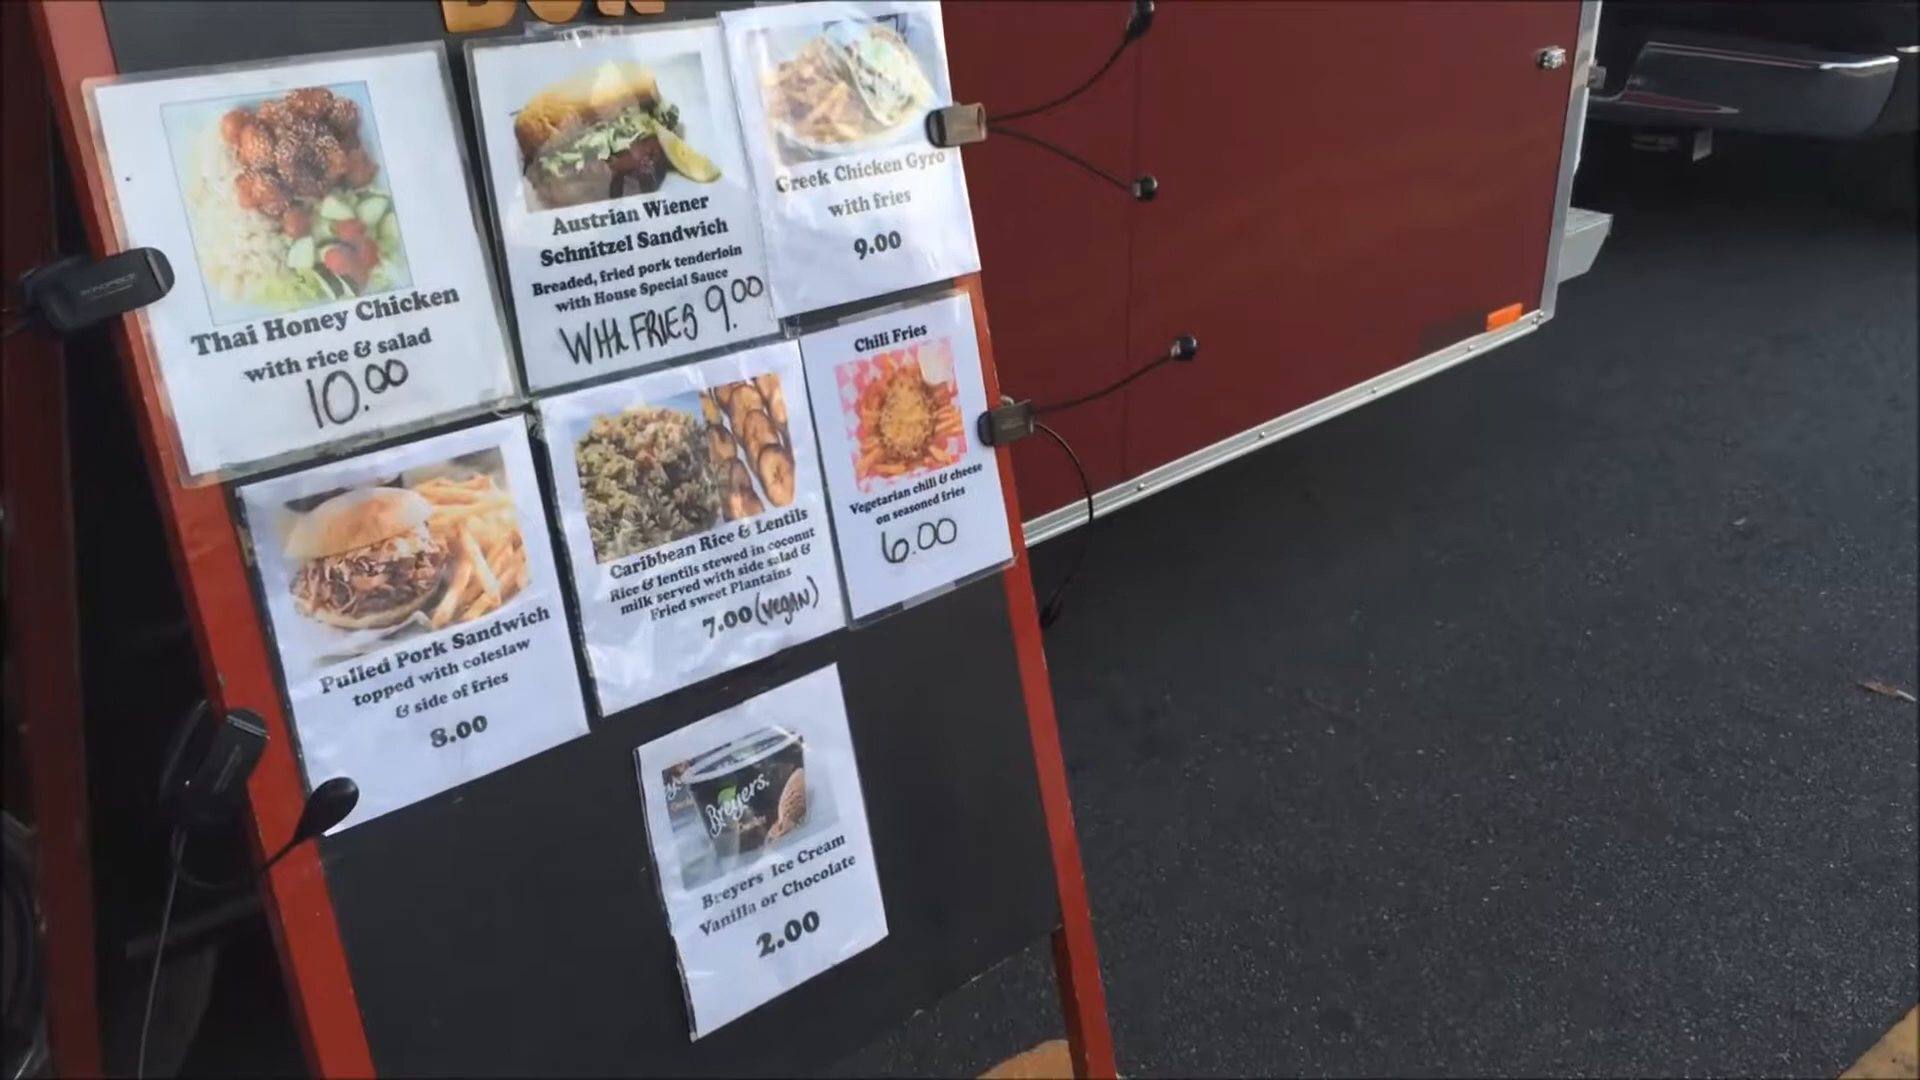 BOX
Thai Honey Chicken
with rice & salad
10.00
Austrian Wiener
Schnitzel Sandwich
Breaded, fried pork tenderloin
with House Special Sauce
WITH FRIES 9.00
Greek Chicken Gyro
with fries
9.00
Pulled Pork Sandwich
topped with coleslaw
& side of fries
8.00
Caribbean Rice & Lentils
Rice & lentils stewed in coconut
milk served with side salad &
Fried sweet Plantains
7.00 (VEGAN)
Chili Fries
Vegetarian chili & cheese
on seasoned fries
6.00
Breyers.
Breyers Ice Cream
Vanilla or Chocolate
2.00